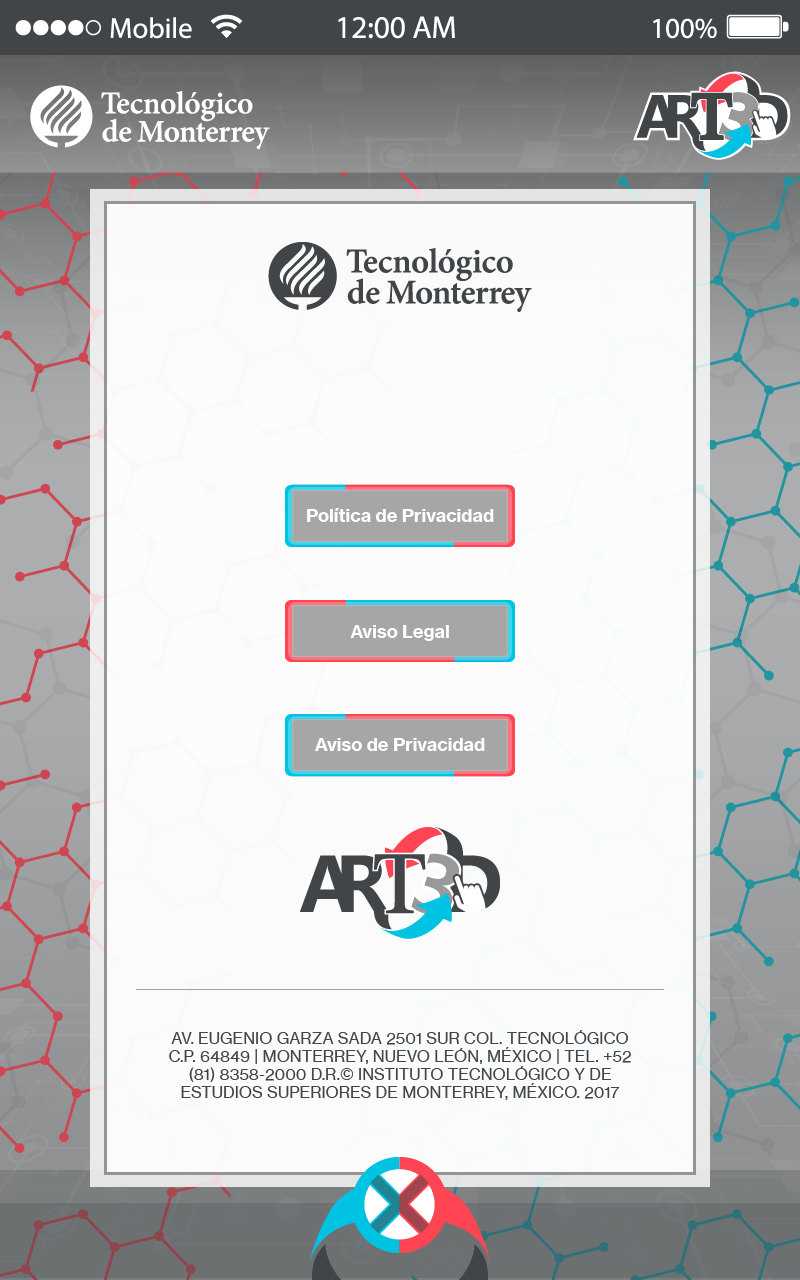 Mobile 12:00 AM 100%
Tecnológico
de Monterrey
ART3D
Tecnológico
de Monterrey
Política de Privacidad
Aviso Legal
Aviso de Privacidad
ART3D
AV. EUGENIO GARZA SADA 2501 SUR COL. TECNOLÓGICO
C.P. 64849 | MONTERREY, NUEVO LEÓN, MÉXICO | TEL. +52
(81) 8358-2000 D.R.© INSTITUTO TECNOLÓGICO Y DE
ESTUDIOS SUPERIORES DE MONTERREY, MÉXICO. 2017